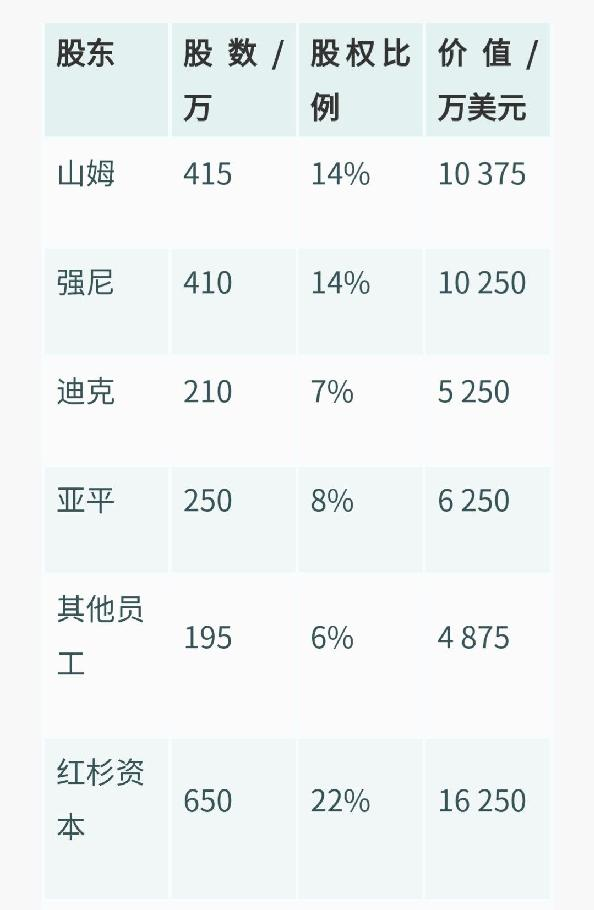 股东 股数/ 股权比 价值/
万 例 万美元
山姆 415 14% 10 375
强尼 410 14% 10 250
迪克 210 7% 5 250
亚平 250 8% 6 250
其他员
工 195 6% 4 875
红杉资
本 650 22% 16 250